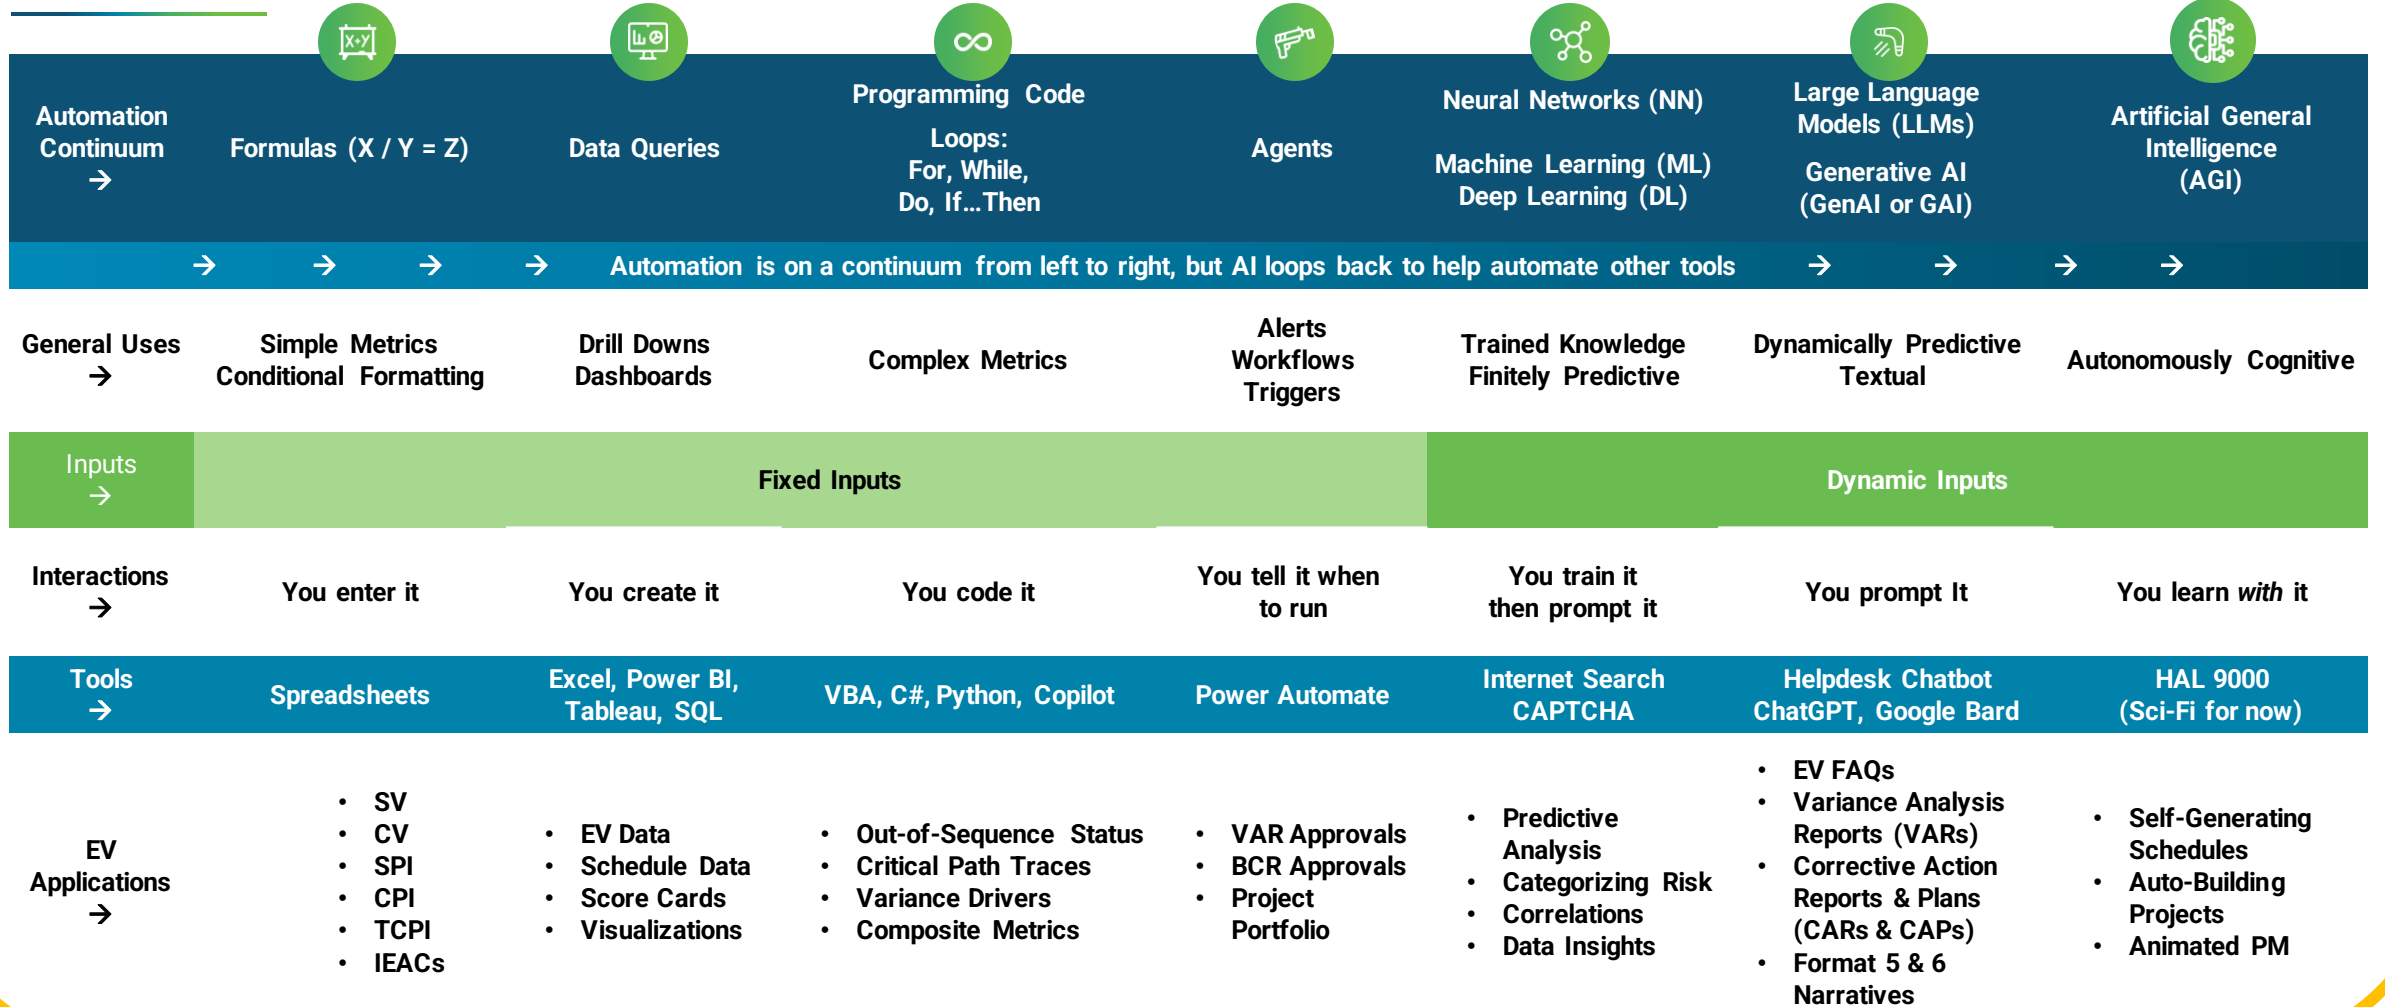 X+Y
Automation
Continuum
→
Formulas (X / Y = Z)
Data Queries
Programming Code
Loops:
For, While,
Do, If...Then
Agents
Neural Networks (NN)
Machine Learning (ML)
Deep Learning (DL)
Large Language
Models (LLMs)
Generative AI
(GenAI or GAI)
Artificial General
Intelligence
(AGI)
→ → → → Automation is on a continuum from left to right, but AI loops back to help automate other tools → → → →
General Uses
→
Simple Metrics
Conditional Formatting
Drill Downs
Dashboards
Complex Metrics
Alerts
Workflows
Triggers
Trained Knowledge
Finitely Predictive
Dynamically Predictive
Textual
Autonomously Cognitive
Inputs
→
Fixed Inputs
Dynamic Inputs
Interactions
→
You enter it
You create it
You code it
You tell it when
to run
You train it
then prompt it
You prompt It
You learn with it
Tools
→
Spreadsheets
Excel, Power BI,
Tableau, SQL
VBA, C#, Python, Copilot
Power Automate
Internet Search
CAPTCHA
Helpdesk Chatbot
ChatGPT, Google Bard
HAL 9000
(Sci-Fi for now)
EV
Applications
→
• SV
• CV
• SPI
• CPI
• TCPI
• IEACs
• EV Data
• Schedule Data
• Score Cards
• Visualizations
• Out-of-Sequence Status
• Critical Path Traces
• Variance Drivers
• Composite Metrics
• VAR Approvals
• BCR Approvals
• Project
Portfolio
• Predictive
Analysis
• Categorizing Risk
• Correlations
• Data Insights
• EV FAQs
• Variance Analysis
Reports (VARs)
• Corrective Action
Reports & Plans
(CARs & CAPs)
• Format 5 & 6
Narratives
• Self-Generating
Schedules
• Auto-Building
Projects
• Animated PM